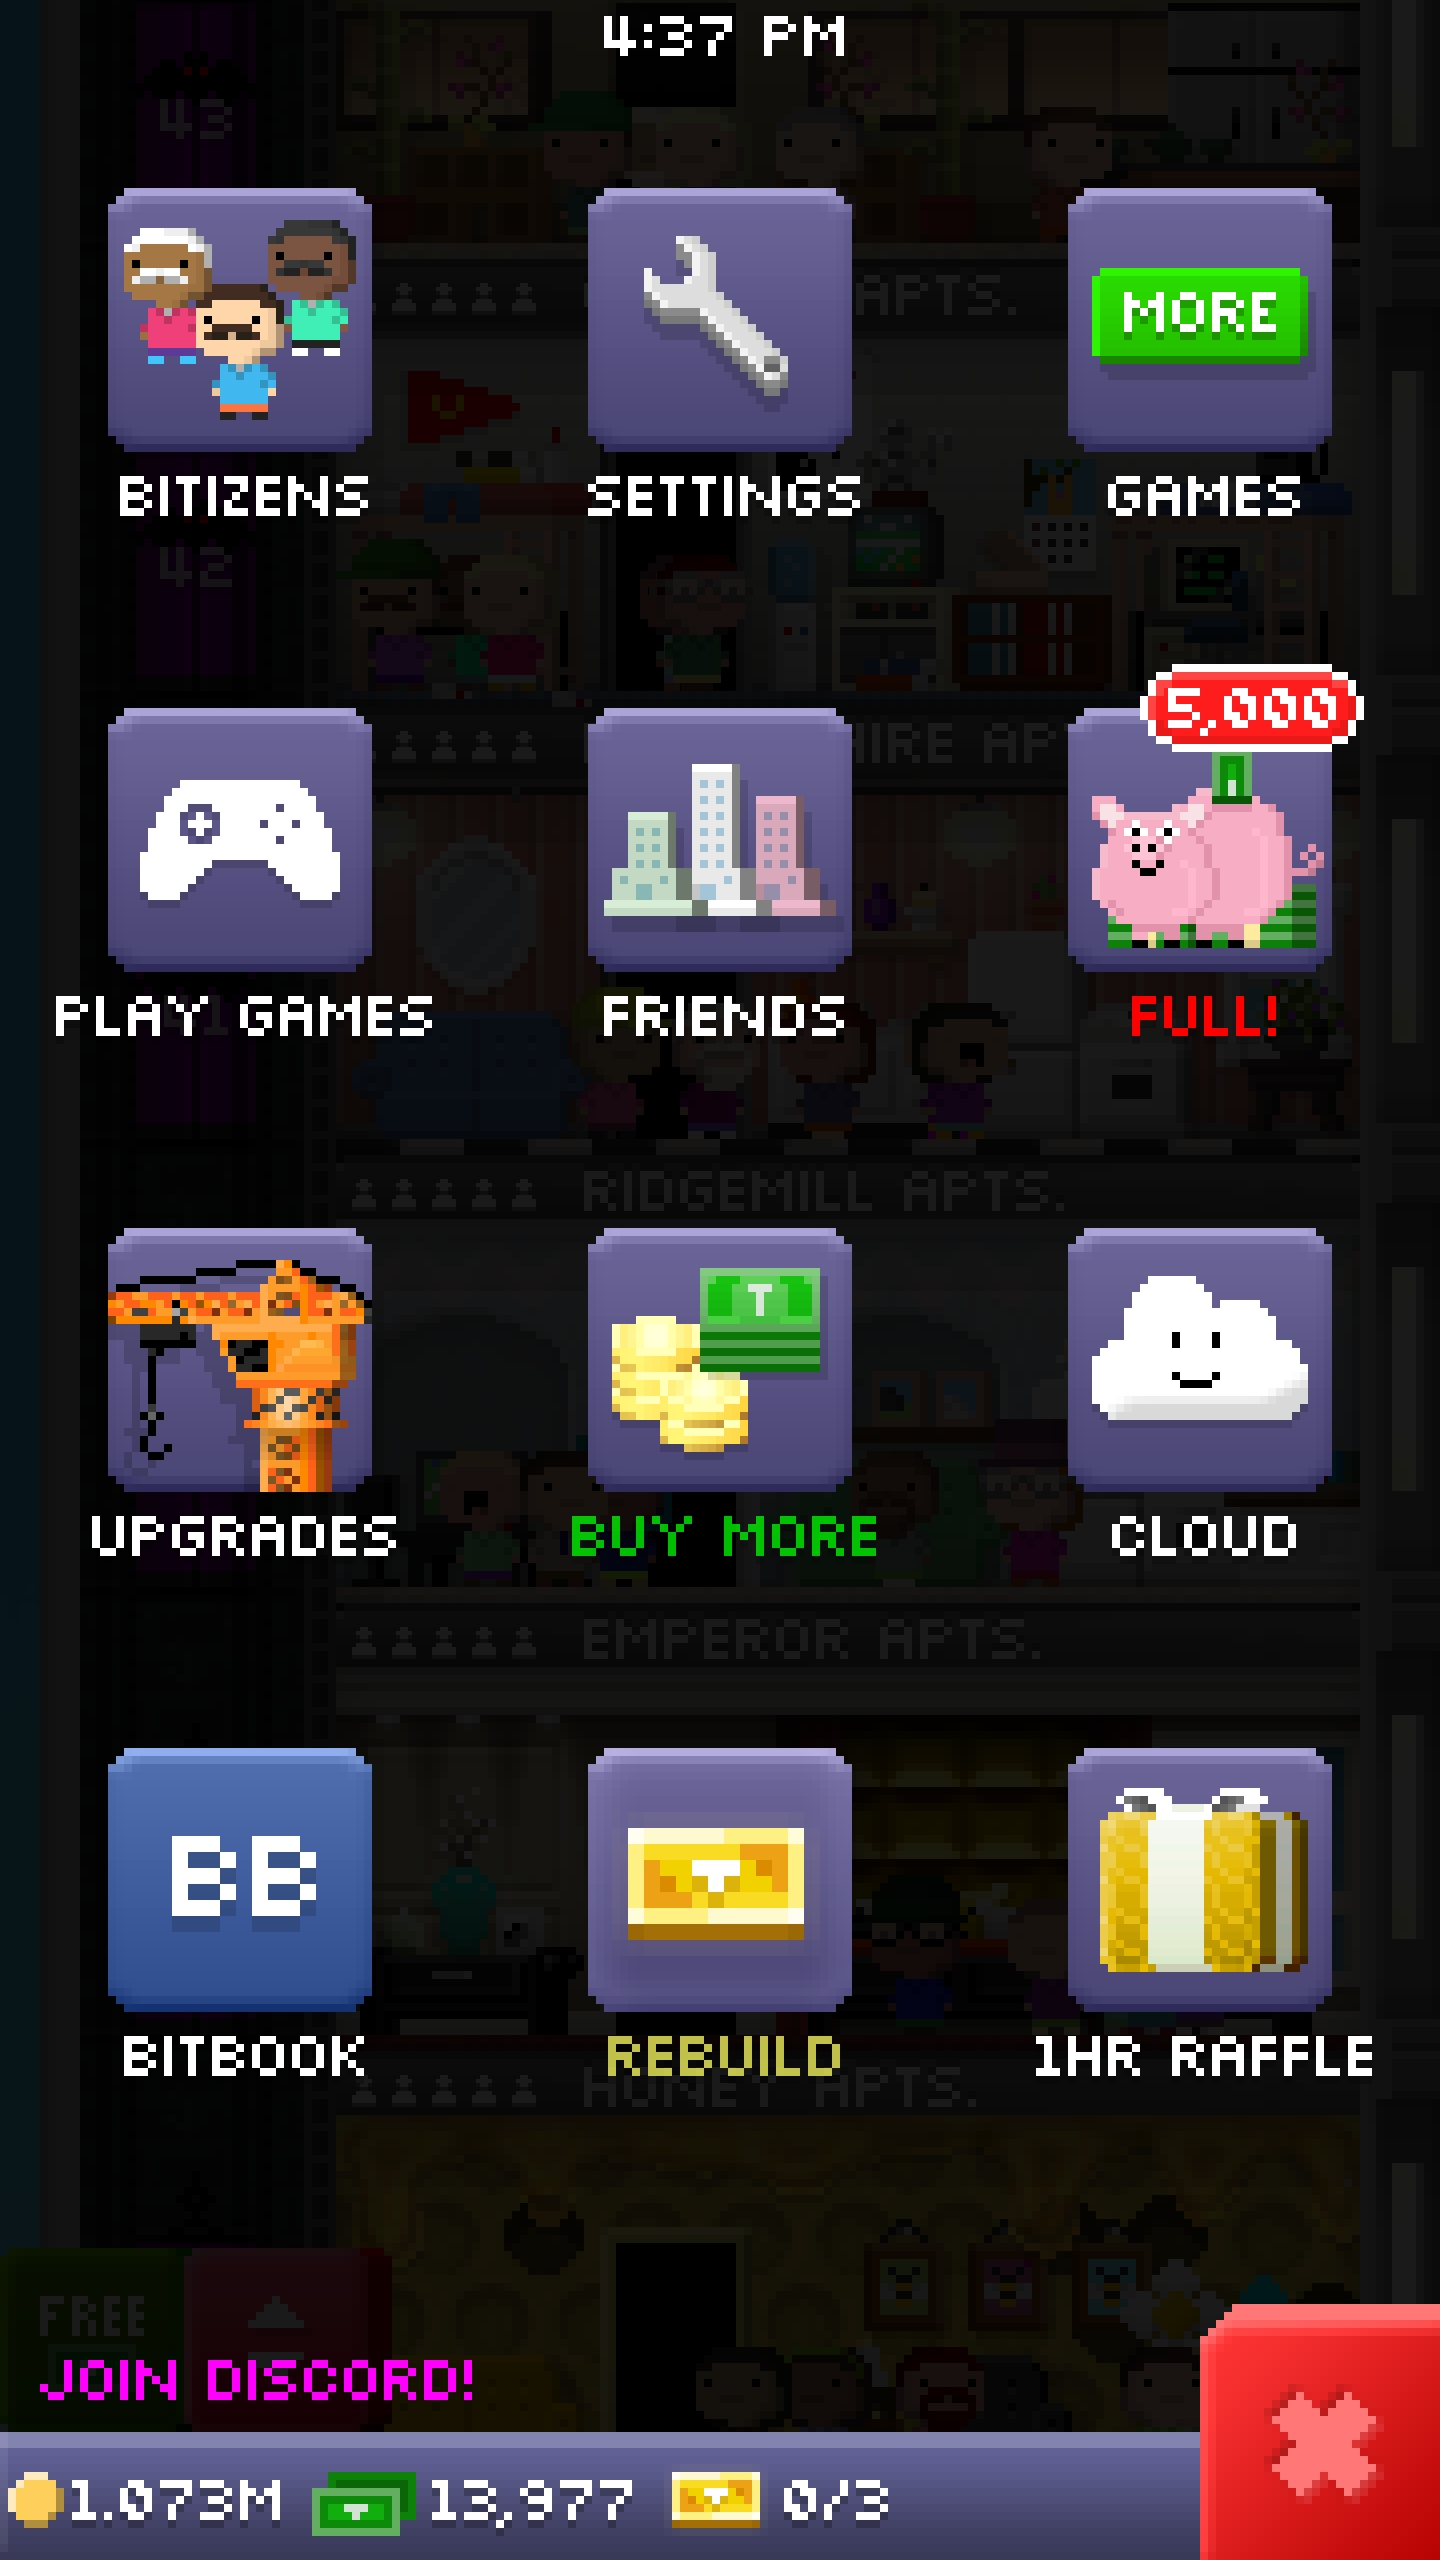 4:37 PM
43
APTS.
MORE
BITIZENS
SETTINGS
GAMES
42
5,000
PLAY GAMES
FRIENDS
FULL!
RIDGEMILL APTS.
T
UPGRADES
BUY MORE
CLOUD
EMPEROR APTS.
BB
BITBOOK
REBUILD
1HR RAFFLE
HONEY APTS.
FREE
JOIN DISCORD!
1.073M 13,977 0/3